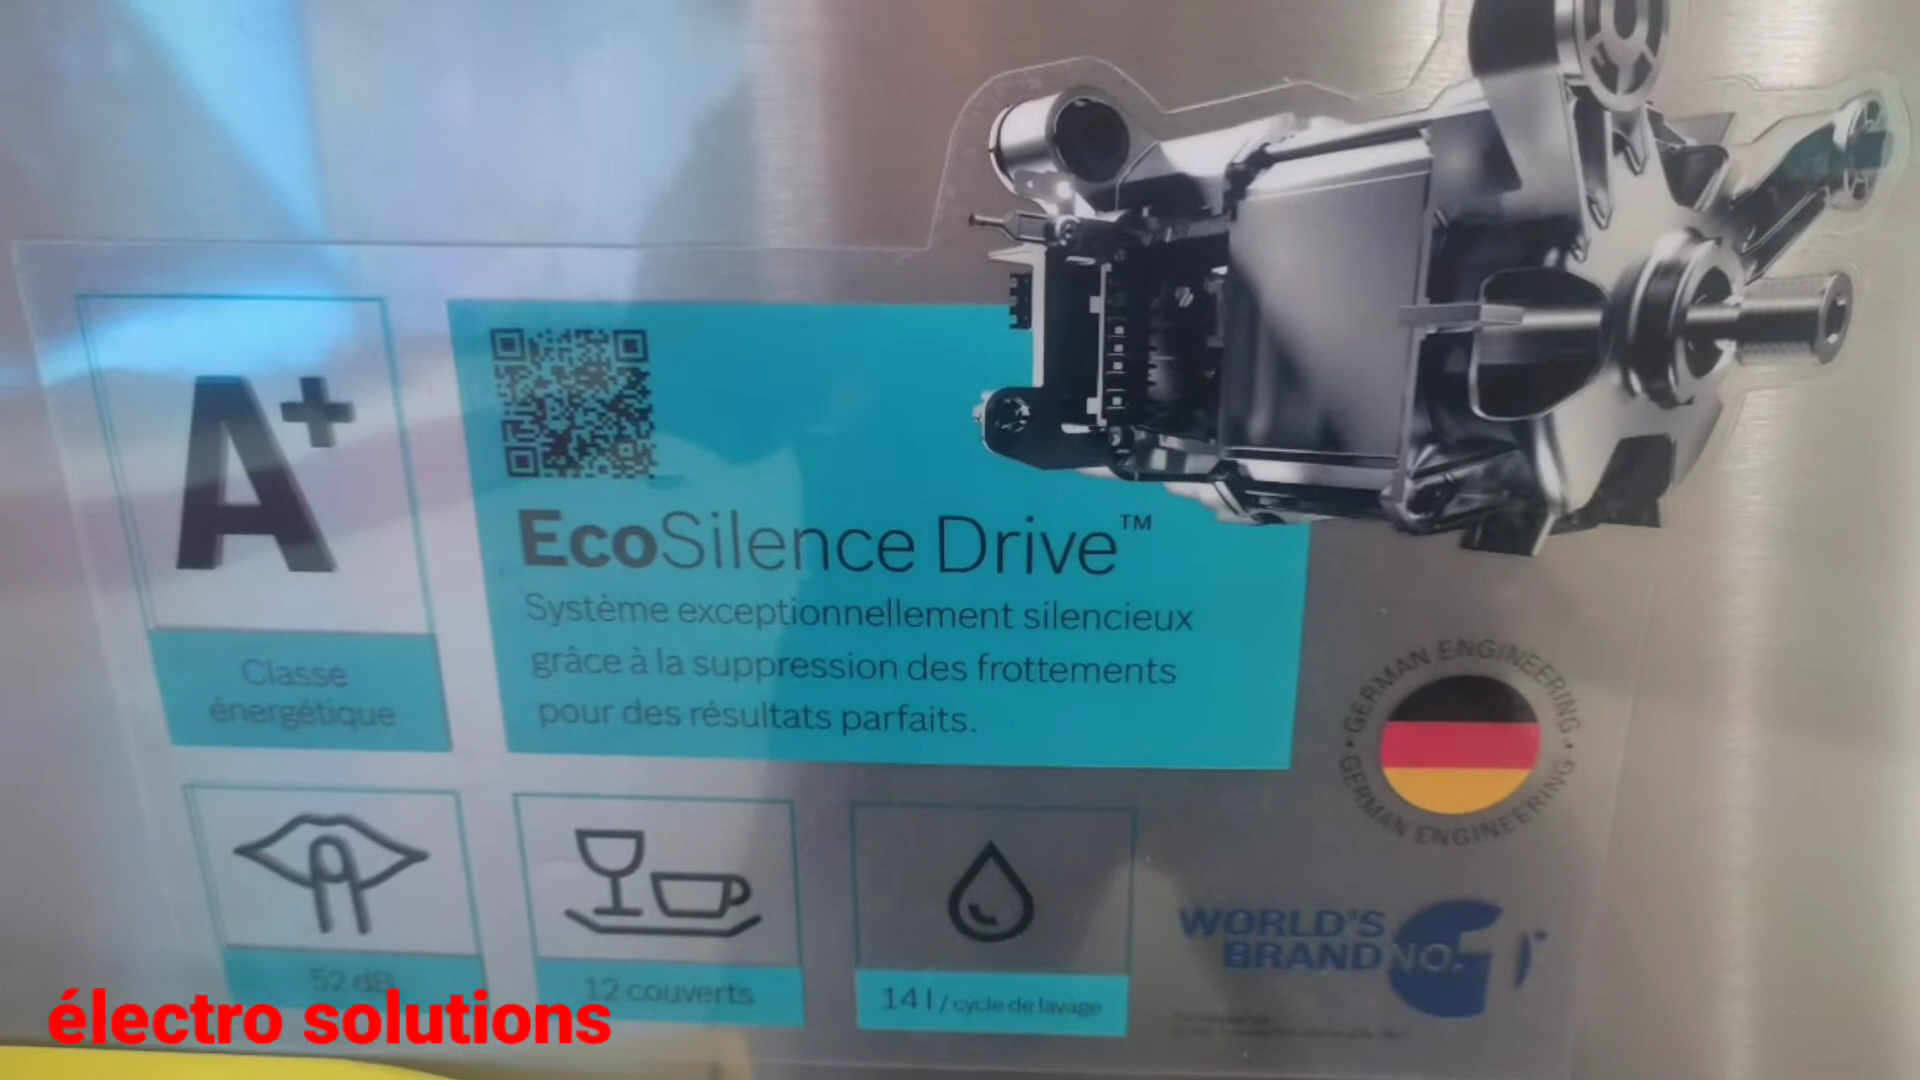 A+
Classe
énergétique
EcoSilence Drive™
Système exceptionnellement silencieux
grâce à la suppression des frottements
pour des résultats parfaits.
• GERMAN ENGINEERING •
GERMAN ENGINEERING
52 dB
12 couverts
14 l / cycle de lavage
WORLD'S
BRAND NO. 1
électro solutions